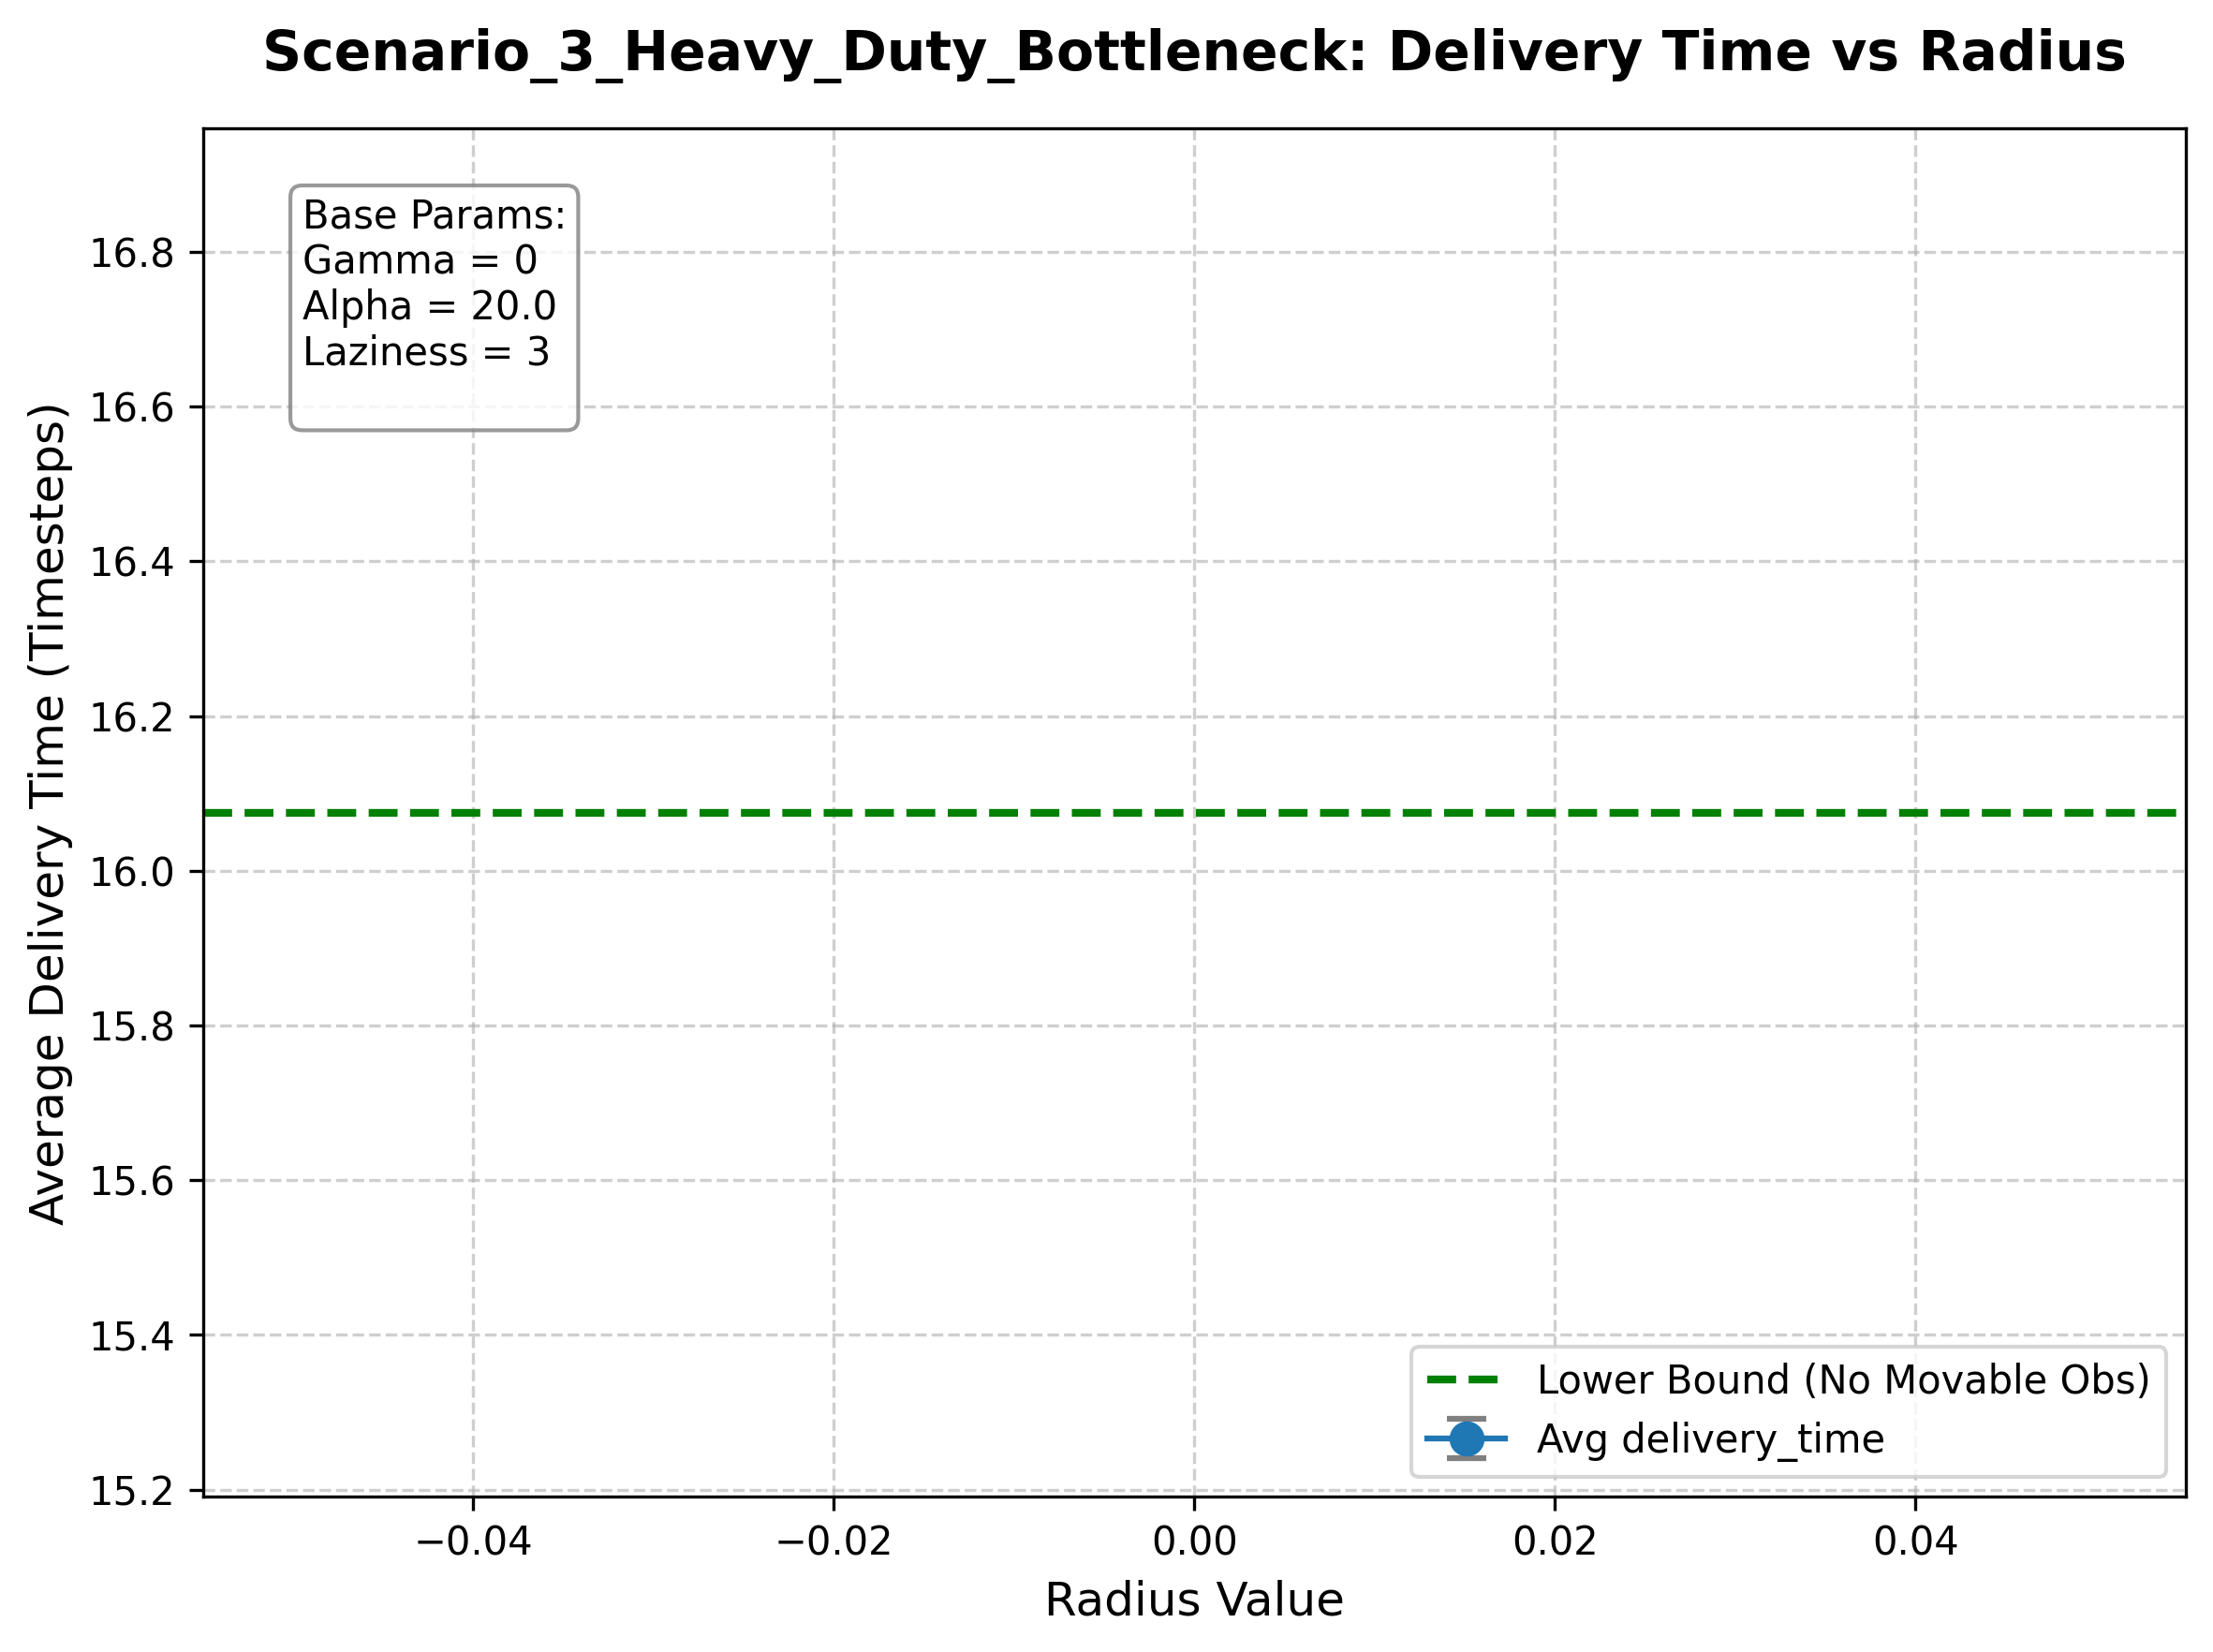 Scenario_3_Heavy_Duty_Bottleneck: Delivery Time vs Radius
Base Params:
Gamma = 0
Alpha = 20.0
Laziness = 3
Average Delivery Time (Timesteps)
16.8
16.6
16.4
16.2
16.0
15.8
15.6
15.4
15.2
Lower Bound (No Movable Obs)
Avg delivery_time
−0.04
−0.02
0.00
0.02
0.04
Radius Value